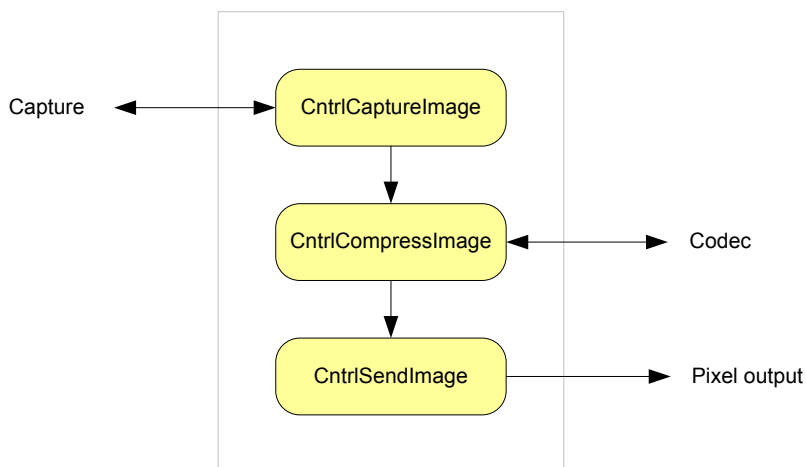 Capture
CntrlCaptureImage
CntrlCompressImage
Codec
CntrlSendImage
Pixel output